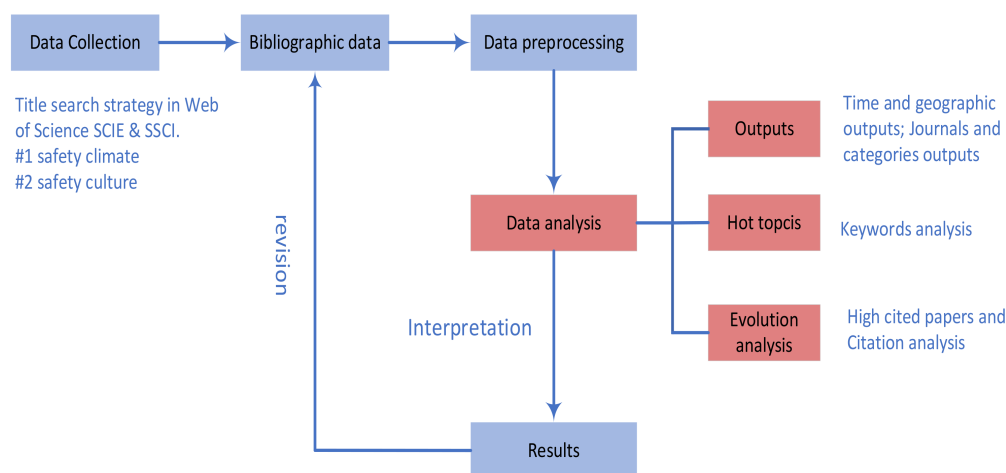 Data Collection
Bibliographic data
Data preprocessing
Title search strategy in Web
of Science SCIE & SSCI.
#1 safety climate
#2 safety culture
Outputs
Time and geographic
outputs; Journals and
categories outputs
Data analysis
Hot topcis
Keywords analysis
revision
Interpretation
Evolution
analysis
High cited papers and
Citation analysis
Results